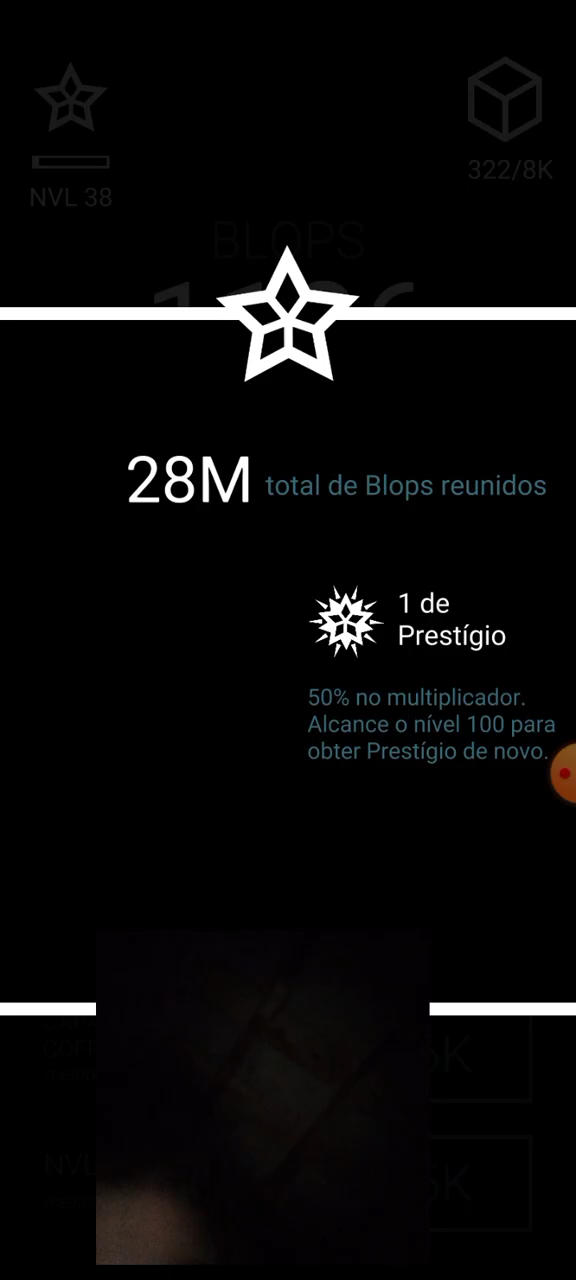 NVL 38
322/8K
BLOPS
28M total de Blops reunidos
1 de
Prestígio
50% no multiplicador.
Alcance o nível 100 para
obter Prestígio de novo.
NVL